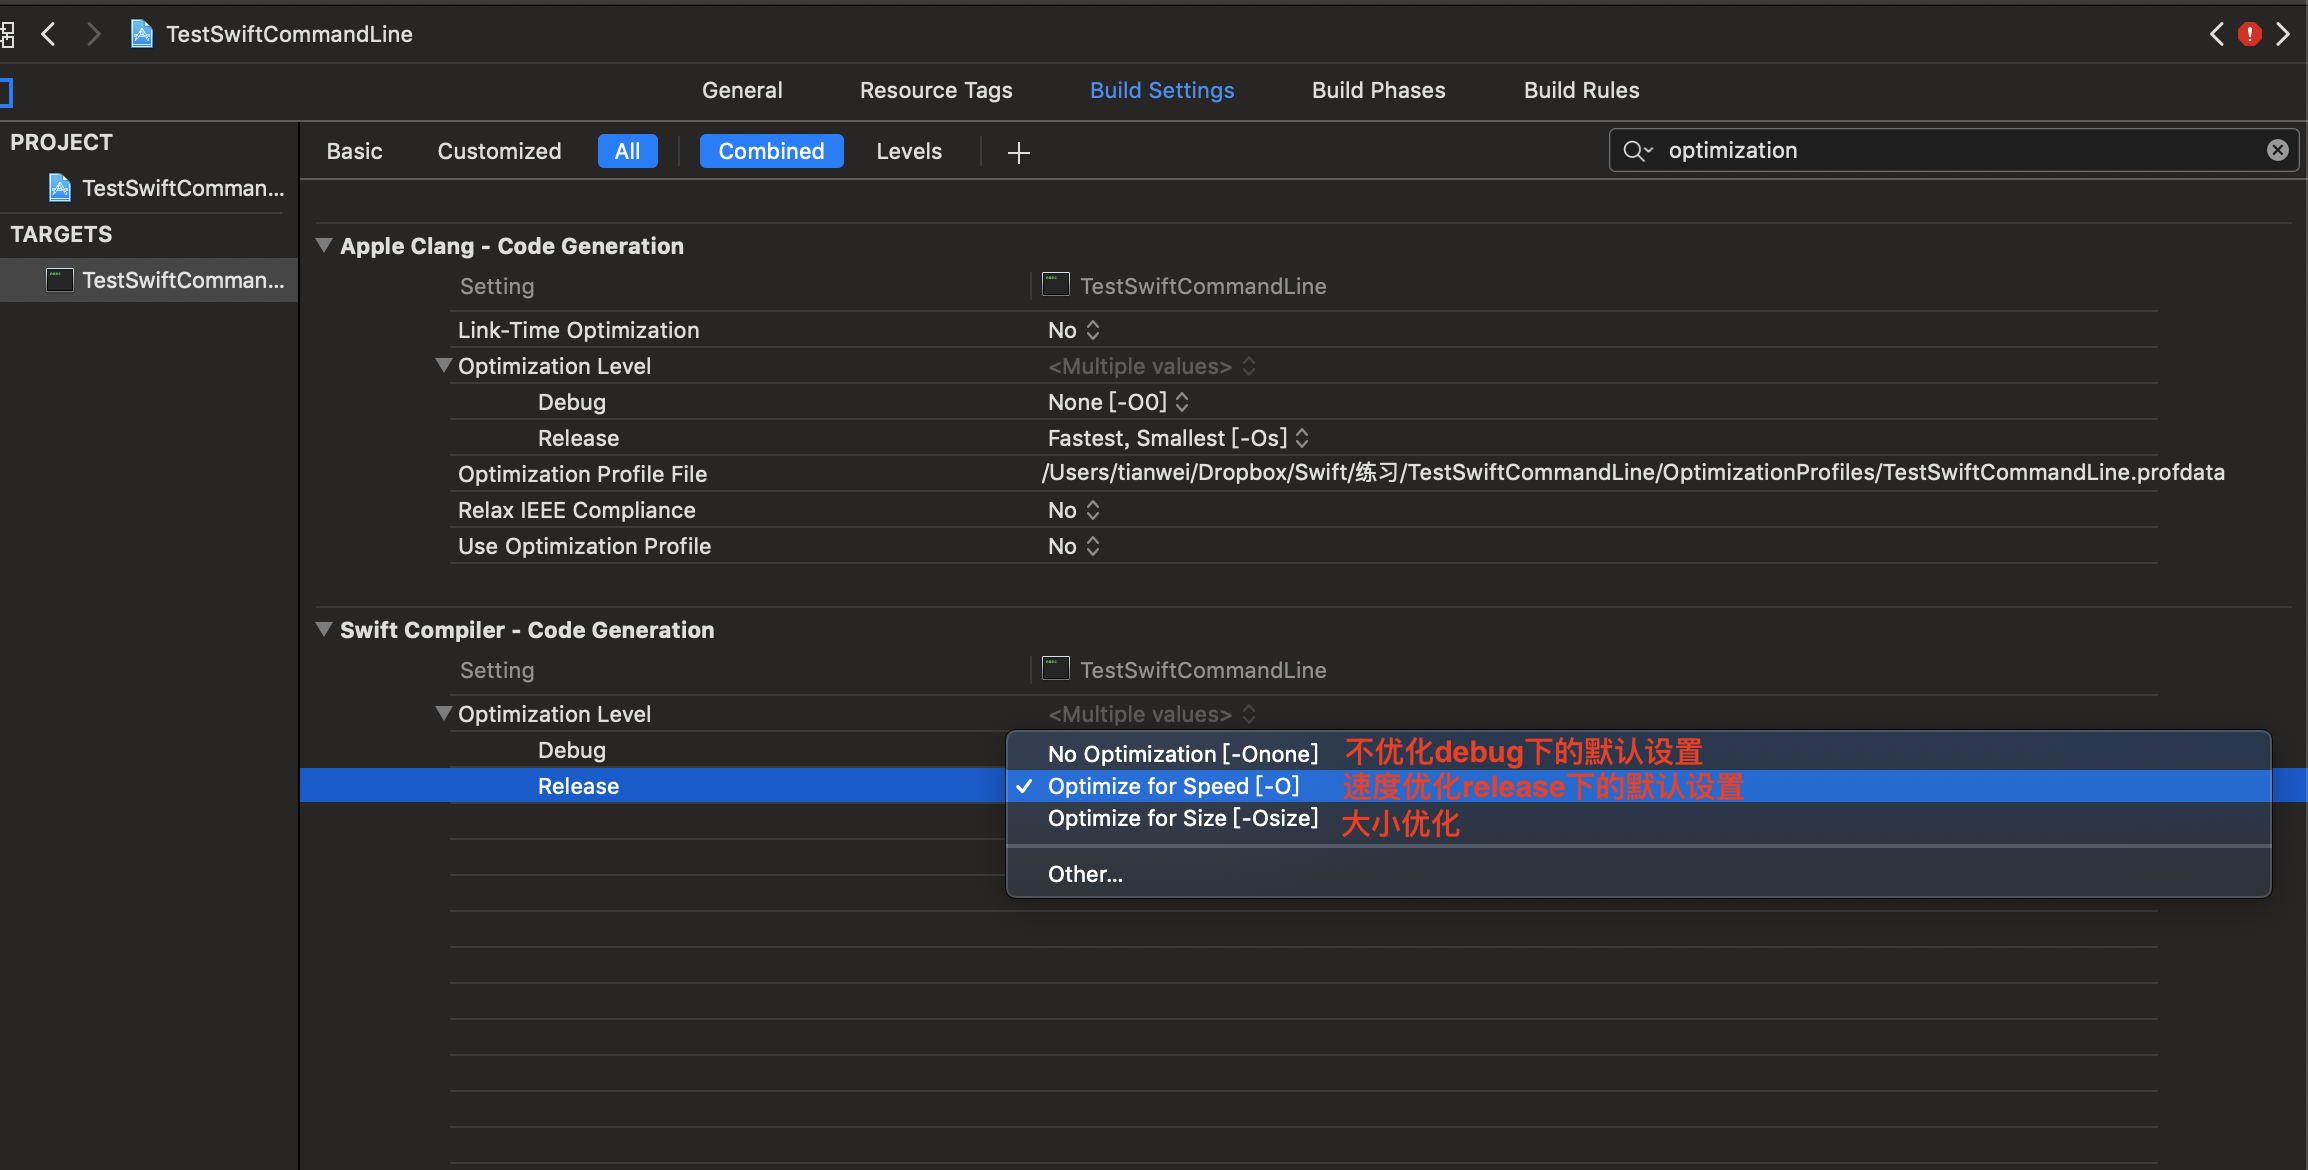 TestSwiftCommandLine
General Resource Tags Build Settings Build Phases Build Rules
PROJECT
TestSwiftComman...
TARGETS
TestSwiftComman...
Basic Customized All Combined Levels
optimization
Apple Clang - Code Generation
Setting TestSwiftCommandLine
Link-Time Optimization No
Optimization Level <Multiple values>
Debug None [-O0]
Release Fastest, Smallest [-Os]
Optimization Profile File /Users/tianwei/Dropbox/Swift/练习/TestSwiftCommandLine/OptimizationProfiles/TestSwiftCommandLine.profdata
Relax IEEE Compliance No
Use Optimization Profile No
Swift Compiler - Code Generation
Setting TestSwiftCommandLine
Optimization Level <Multiple values>
Debug No Optimization [-Onone] 不优化debug下的默认设置
Release Optimize for Speed [-O] 速度优化release下的默认设置
Optimize for Size [-Osize] 大小优化
Other...